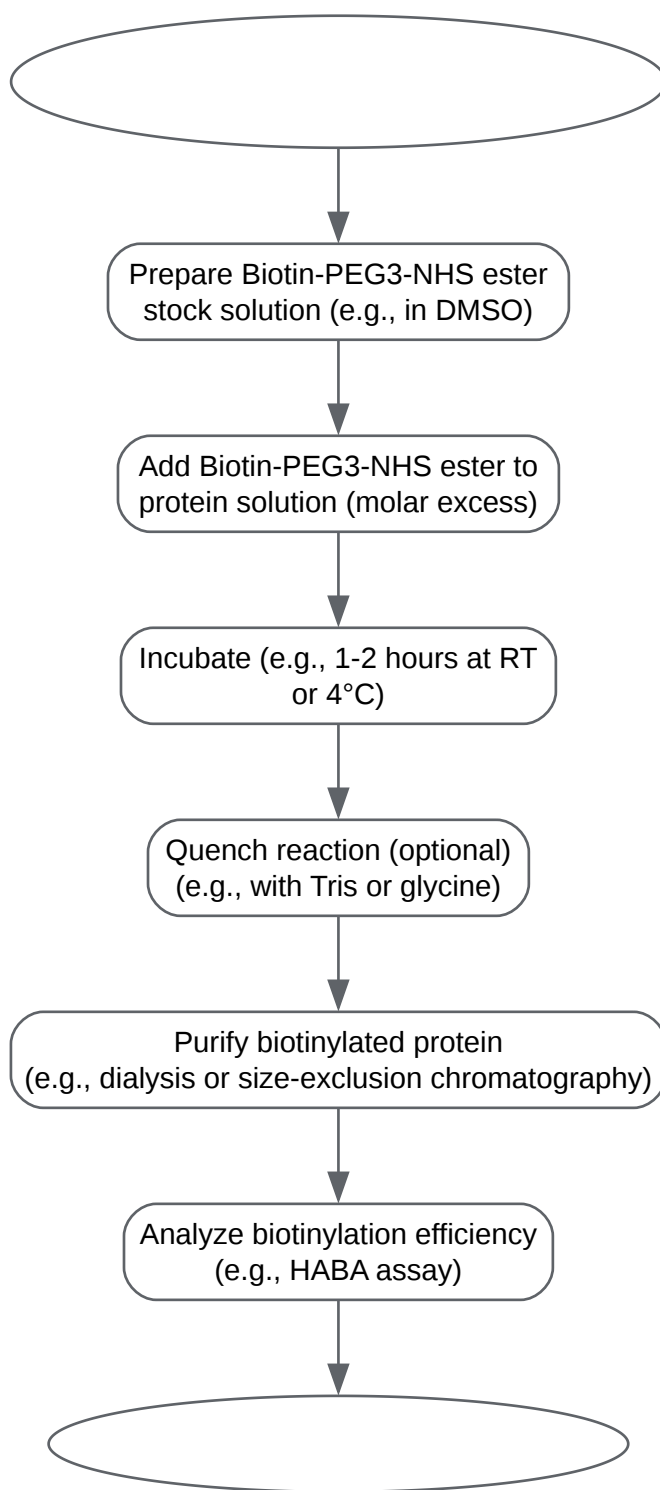 Prepare Biotin-PEG3-NHS ester
stock solution (e.g., in DMSO)
Add Biotin-PEG3-NHS ester to
protein solution (molar excess)
Incubate (e.g., 1-2 hours at RT
or 4°C)
Quench reaction (optional)
(e.g., with Tris or glycine)
Purify biotinylated protein
(e.g., dialysis or size-exclusion chromatography)
Analyze biotinylation efficiency
(e.g., HABA assay)